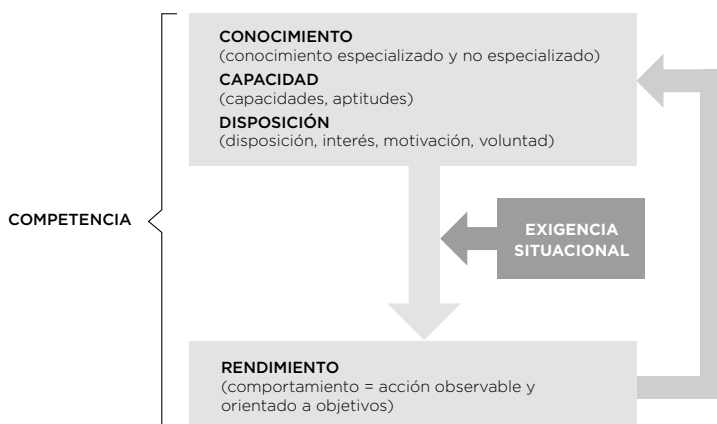 CONOCIMIENTO
(conocimiento especializado y no especializado)
CAPACIDAD
(capacidades, aptitudes)
DISPOSICIÓN
(disposición, interés, motivación, voluntad)
COMPETENCIA
EXIGENCIA
SITUACIONAL
RENDIMIENTO
(comportamiento = acción observable y
orientado a objetivos)